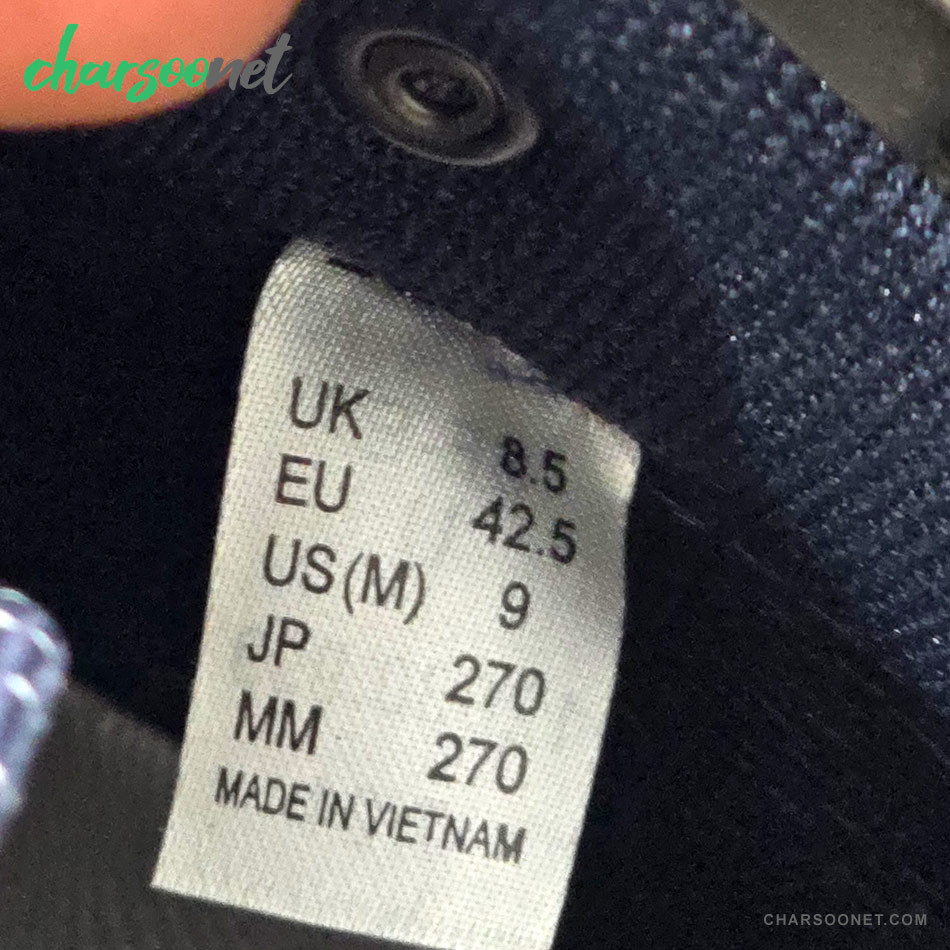 charsoonet
UK 8.5
EU 42.5
US(M) 9
JP 270
MM 270
MADE IN VIETNAM
CHARSOONET.COM